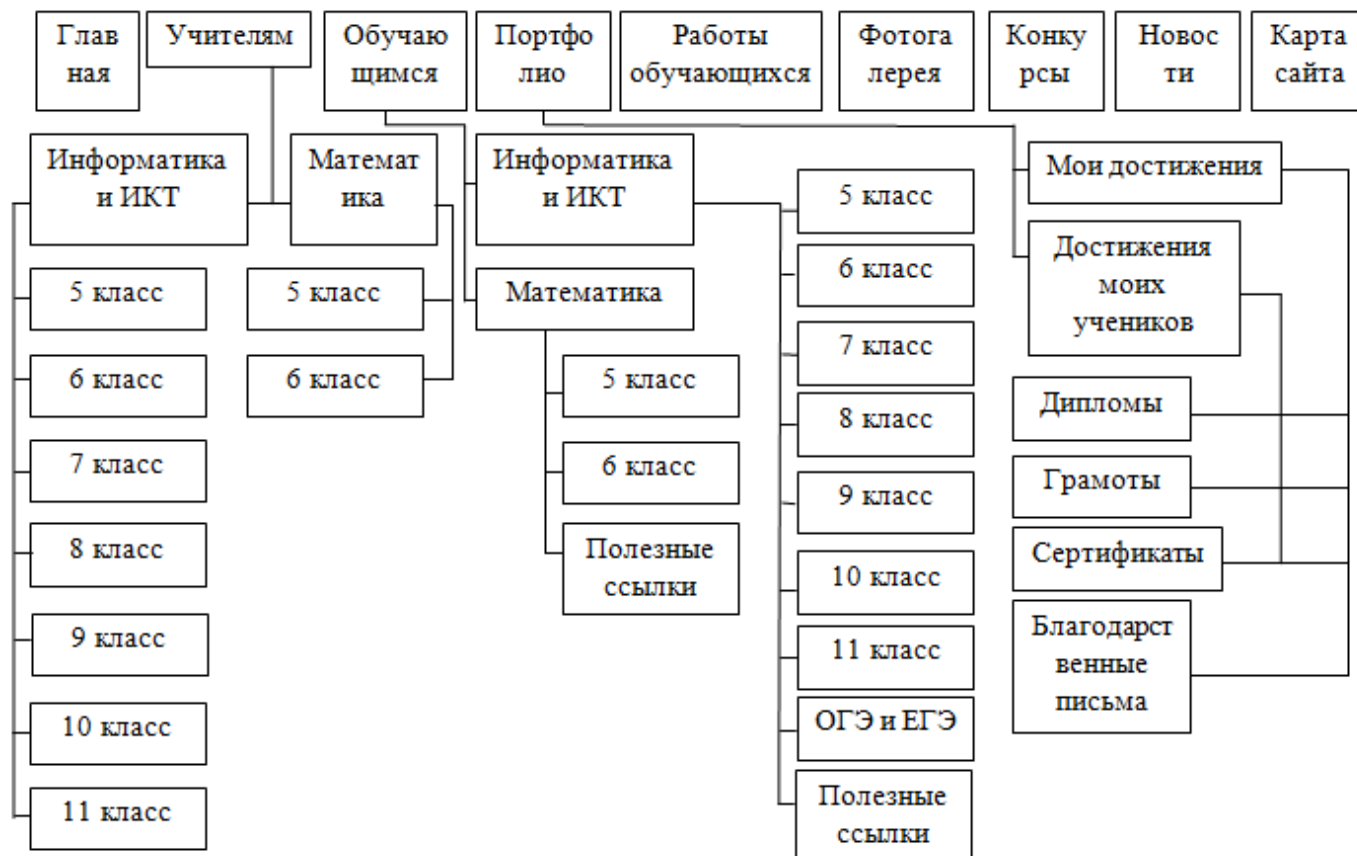 Глав
ная
Учителям
Обучаю
щимся
Портфо
лио
Работы
обучающихся
Фотога
лерея
Конку
рсы
Новос
ти
Карта
сайта
Информатика
и ИКТ
5 класс
6 класс
7 класс
8 класс
9 класс
10 класс
11 класс
Математ
ика
5 класс
6 класс
Информатика
и ИКТ
Математика
5 класс
6 класс
Полезные
ссылки
5 класс
6 класс
7 класс
8 класс
9 класс
10 класс
11 класс
ОГЭ и ЕГЭ
Полезные
ссылки
Мои достижения
Достижения
моих
учеников
Дипломы
Грамоты
Сертификаты
Благодарст
венные
письма